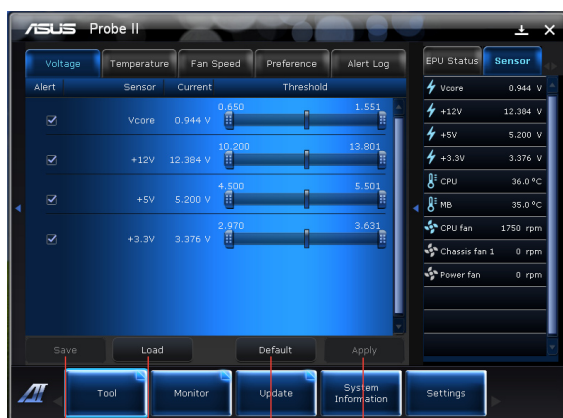 ASUS Probe II
Voltage Temperature Fan Speed Preference Alert Log
Alert Sensor Current Threshold
0.650 1.551
Vcore 0.944 V
10.200 13.801
+12V 12.384 V
4.500 5.501
+5V 5.200 V
2.970 3.631
+3.3V 3.376 V
Save Load Default Apply
EPU Status Sensor
Vcore 0.944 V
+12V 12.384 V
+5V 5.200 V
+3.3V 3.376 V
CPU 36.0 °C
MB 35.0 °C
CPU fan 1750 rpm
Chassis fan 1 0 rpm
Power fan 0 rpm
AI Tool Monitor Update System Information Settings